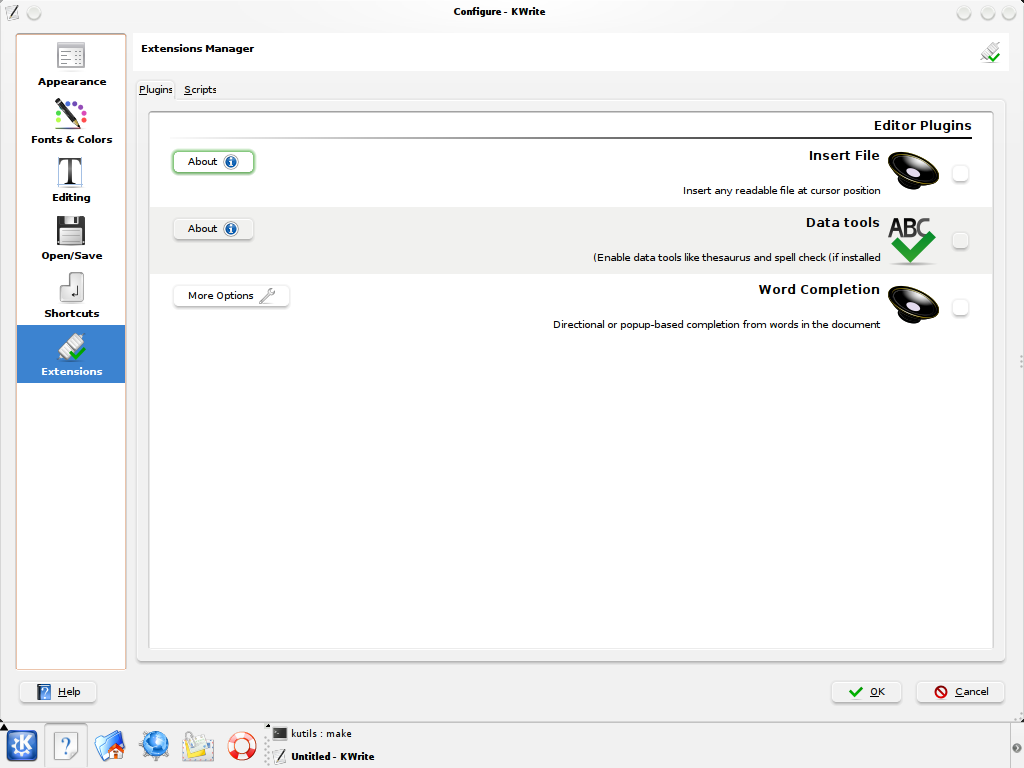 Configure - KWrite
Appearance
Fonts & Colors
Editing
Open/Save
Shortcuts
Extensions
Extensions Manager
Plugins
Scripts
Editor Plugins
Insert File
About
Insert any readable file at cursor position
Data tools
About
(Enable data tools like thesaurus and spell check (if installed
ABC
Word Completion
More Options
Directional or popup-based completion from words in the document
Help
OK
Cancel
kutils : make
Untitled - KWrite